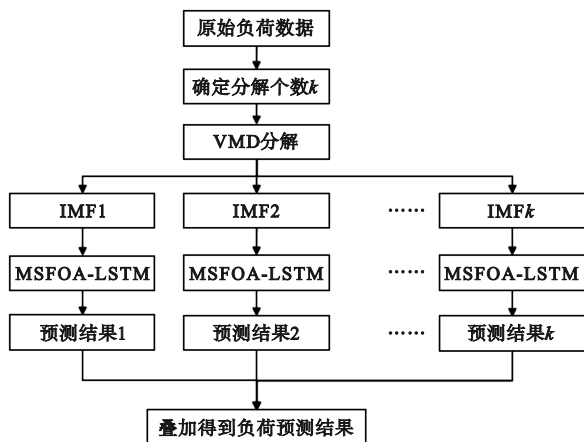 原始负荷数据
确定分解个数k
VMD分解
IMF1 IMF2 …… IMFk
MSFOA-LSTM MSFOA-LSTM …… MSFOA-LSTM
预测结果1 预测结果2 …… 预测结果k
叠加得到负荷预测结果